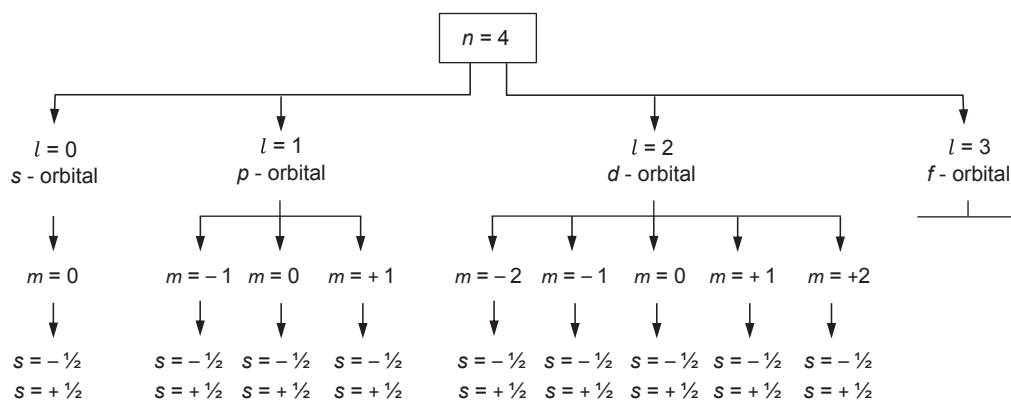 n = 4
l = 0 l = 1 l = 2 l = 3
s - orbital p - orbital d - orbital f - orbital
m = 0 m = – 1 m = 0 m = + 1 m = – 2 m = – 1 m = 0 m = + 1 m = +2
s = – ½ s = – ½ s = – ½ s = – ½ s = – ½ s = – ½ s = – ½ s = – ½ s = – ½
s = + ½ s = + ½ s = + ½ s = + ½ s = + ½ s = + ½ s = + ½ s = + ½ s = + ½